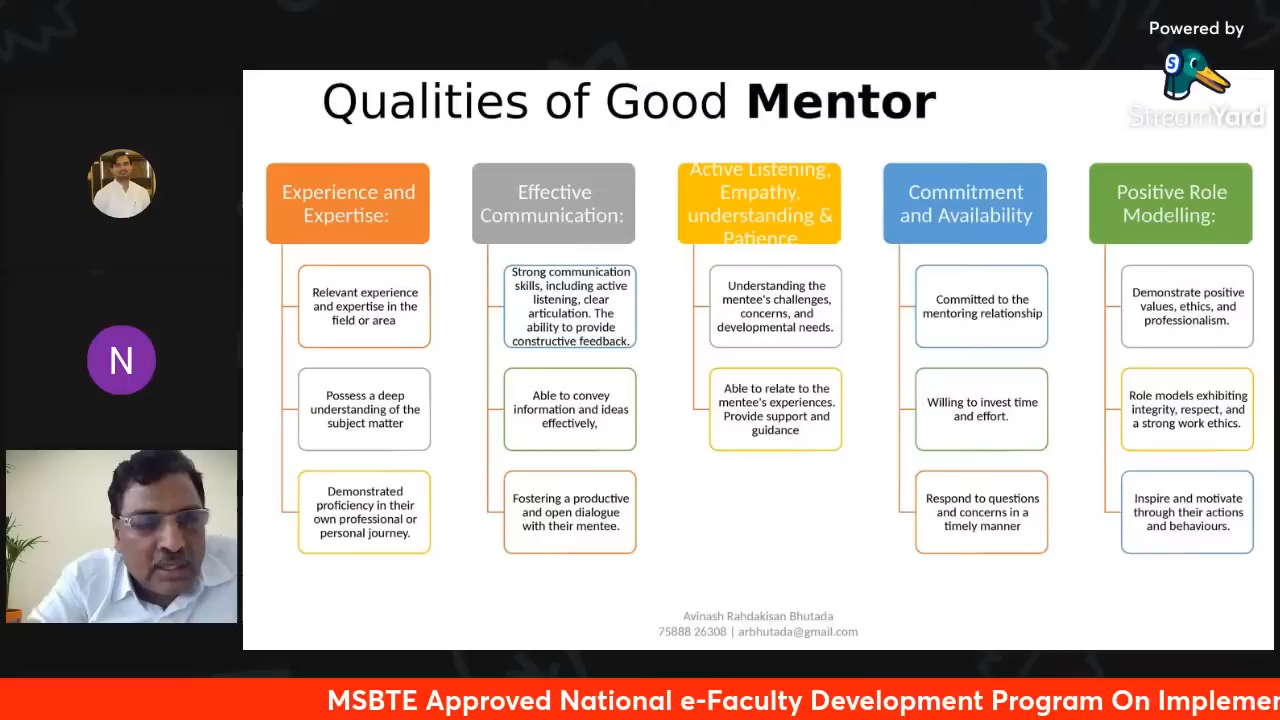 Powered by
StreamYard
Qualities of Good Mentor
Experience and
Expertise:
Relevant experience
and expertise in the
field or area
Possess a deep
understanding of the
subject matter
Demonstrated
proficiency in their
own professional or
personal journey.
Effective
Communication:
Strong communication
skills, including active
listening, clear
articulation. The
ability to provide
constructive feedback.
Able to convey
information and ideas
effectively,
Fostering a productive
and open dialogue
with their mentee.
Active Listening,
Empathy,
understanding &
Patience
Understanding the
mentee's challenges,
concerns, and
developmental needs.
Able to relate to the
mentee's experiences.
Provide support and
guidance
Commitment
and Availability
Committed to the
mentoring relationship
Willing to invest time
and effort.
Respond to questions
and concerns in a
timely manner
Positive Role
Modelling:
Demonstrate positive
values, ethics, and
professionalism.
Role models exhibiting
integrity, respect, and
a strong work ethics.
Inspire and motivate
through their actions
and behaviours.
N
Avinash Rahdakisan Bhutada
75888 26308 | arbhutada@gmail.com
MSBTE Approved National e-Faculty Development Program On Implemen